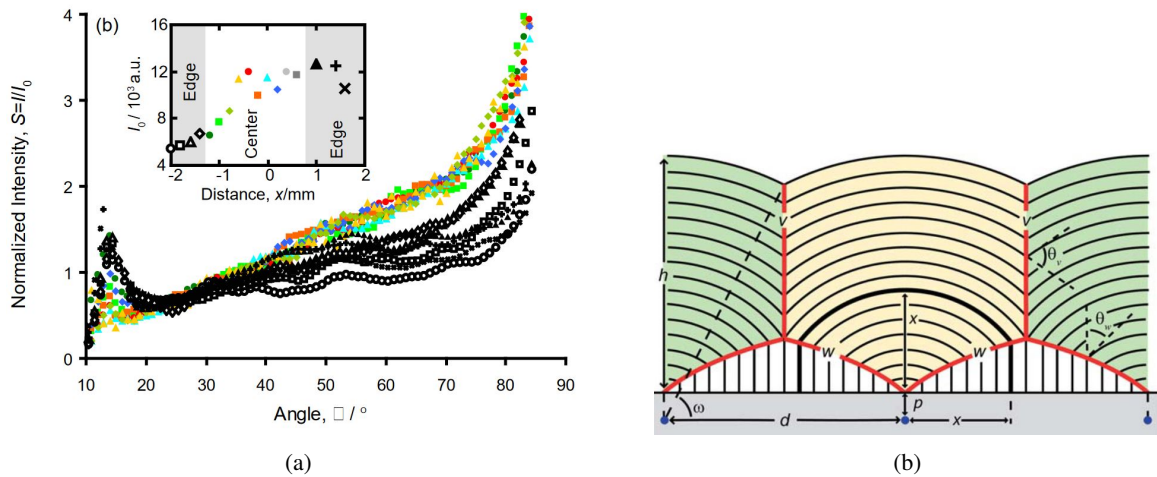 (b)
Normalized Intensity, S=I/I₀
4
3
2
1
0
10 20 30 40 50 60 70 80 90
Angle, □ / °
I₀ / 10³ a.u.
16
12
8
4
-2 -1 0 1 2
Distance, x/mm
Edge
Center
Edge
(a)
h
v
v
θᵥ
θ_w
x
w
w
ω
d
p
x
(b)